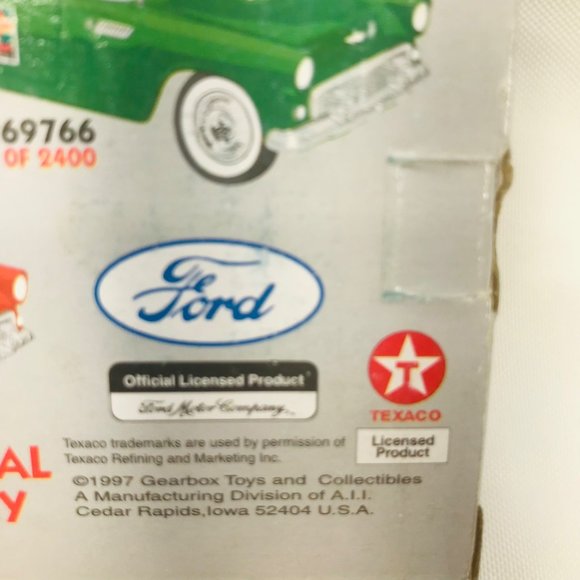 69766
OF 2400
Ford
Official Licensed Product
Ford Motor Company
TEXACO
Licensed
Product
Texaco trademarks are used by permission of
Texaco Refining and Marketing Inc.
AL
Y
©1997 Gearbox Toys and Collectibles
A Manufacturing Division of A.I.I.
Cedar Rapids,Iowa 52404 U.S.A.